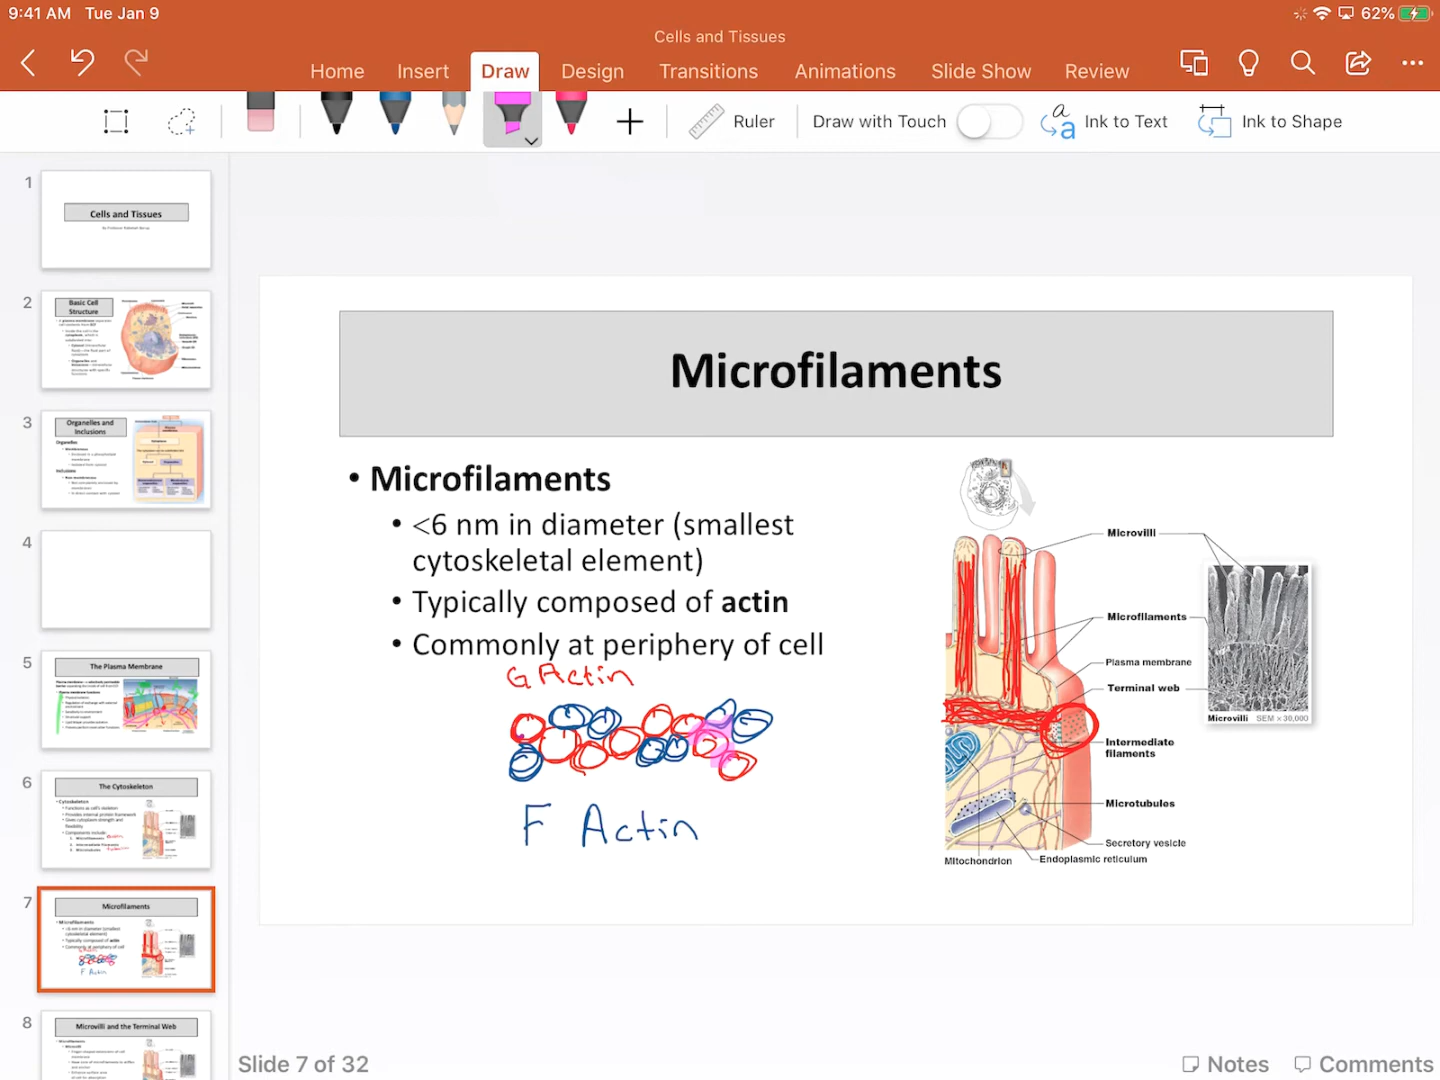 9:41 AM Tue Jan 9
62%
Cells and Tissues
Home Insert Draw Design Transitions Animations Slide Show Review
Ruler
Draw with Touch
Ink to Text
Ink to Shape
1
Cells and Tissues
2
Basic Cell
Structure
3
Organelles and
Inclusions
4
5
The Plasma Membrane
6
The Cytoskeleton
7
Microfilaments
8
Microvilli and the Terminal Web
Microfilaments
• Microfilaments
• <6 nm in diameter (smallest
cytoskeletal element)
• Typically composed of actin
• Commonly at periphery of cell
G Actin
F Actin
Microvilli
Microfilaments
Plasma membrane
Terminal web
Microvilli SEM × 30,000
Intermediate
filaments
Microtubules
Secretory vesicle
Mitochondrion
Endoplasmic reticulum
Slide 7 of 32
Notes
Comments